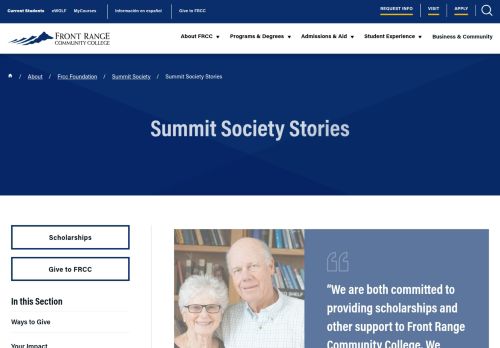 Current Students eWOLF MyCourses Información en español Give to FRCC REQUEST INFO VISIT APPLY
FRONT RANGE
COMMUNITY COLLEGE
About FRCC Programs & Degrees Admissions & Aid Student Experience Business & Community
/ About / Frcc Foundation / Summit Society / Summit Society Stories
Summit Society Stories
Scholarships
Give to FRCC
In this Section
Ways to Give
Your Impact
“We are both committed to
providing scholarships and
other support to Front Range
Community College. We